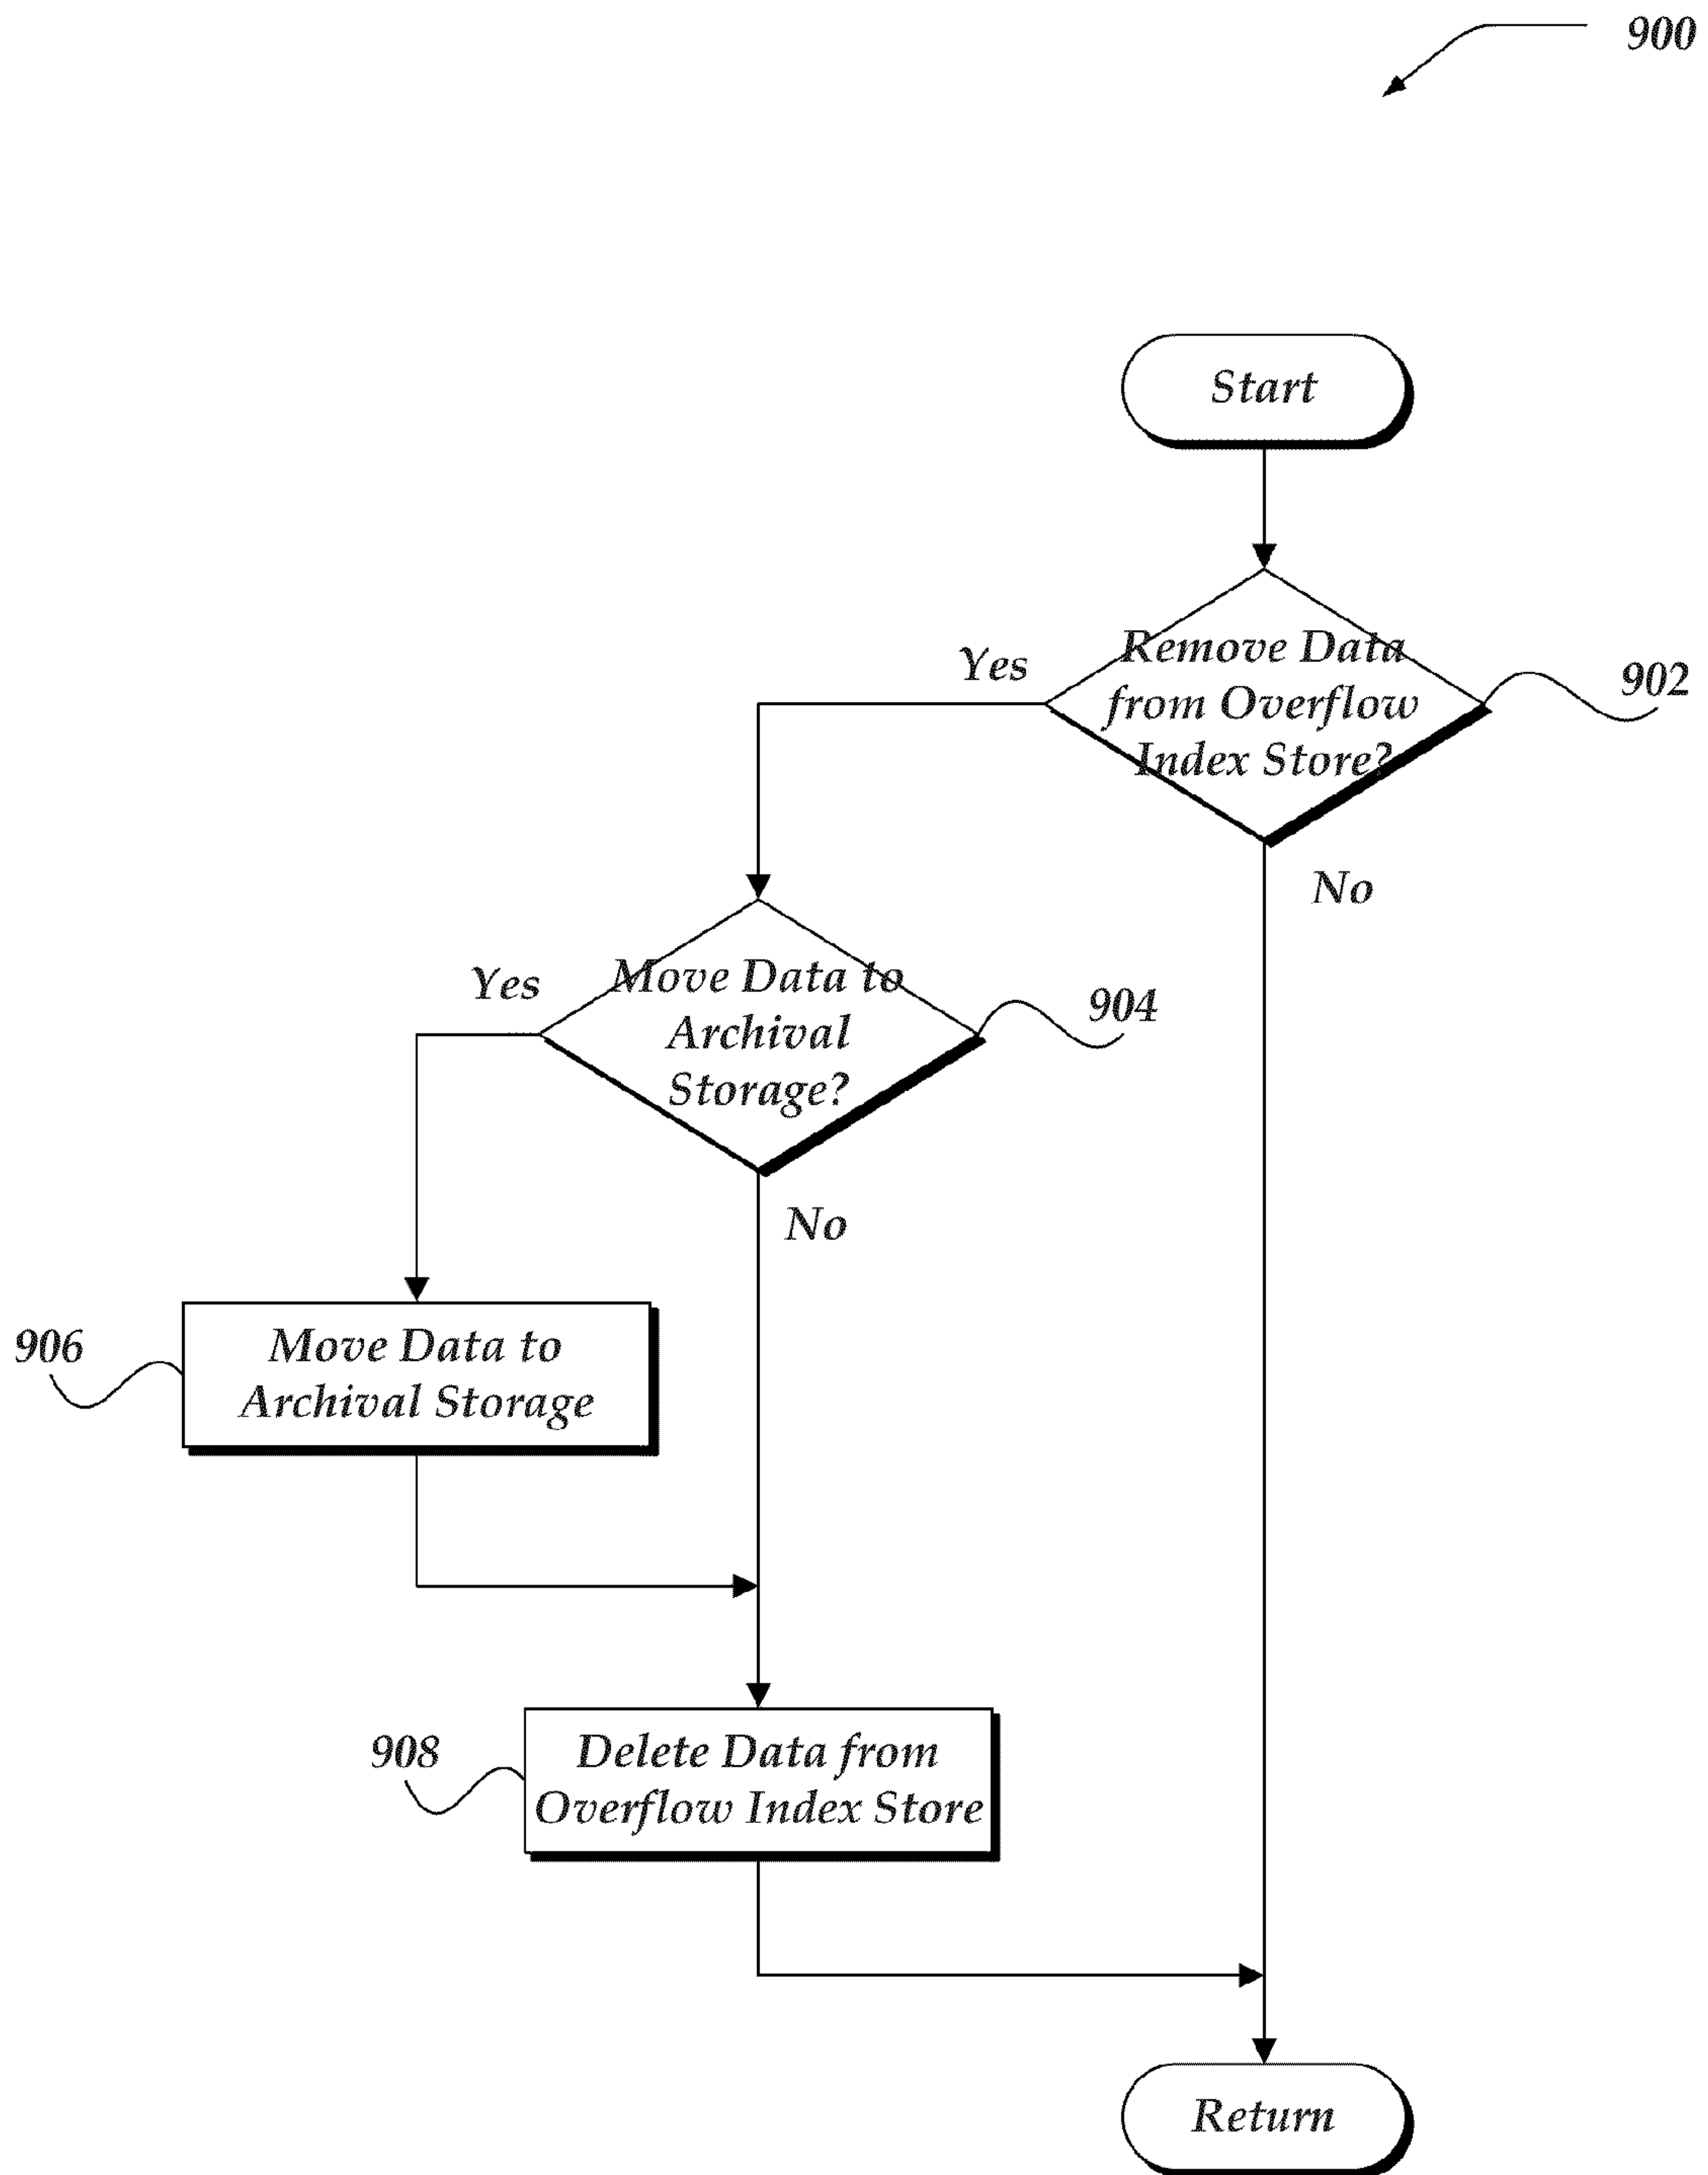 900
Start
Yes
Remove Data
from Overflow
Index Store?
902
No
Yes
Move Data to
Archival
Storage?
904
No
906
Move Data to
Archival Storage
908
Delete Data from
Overflow Index Store
Return